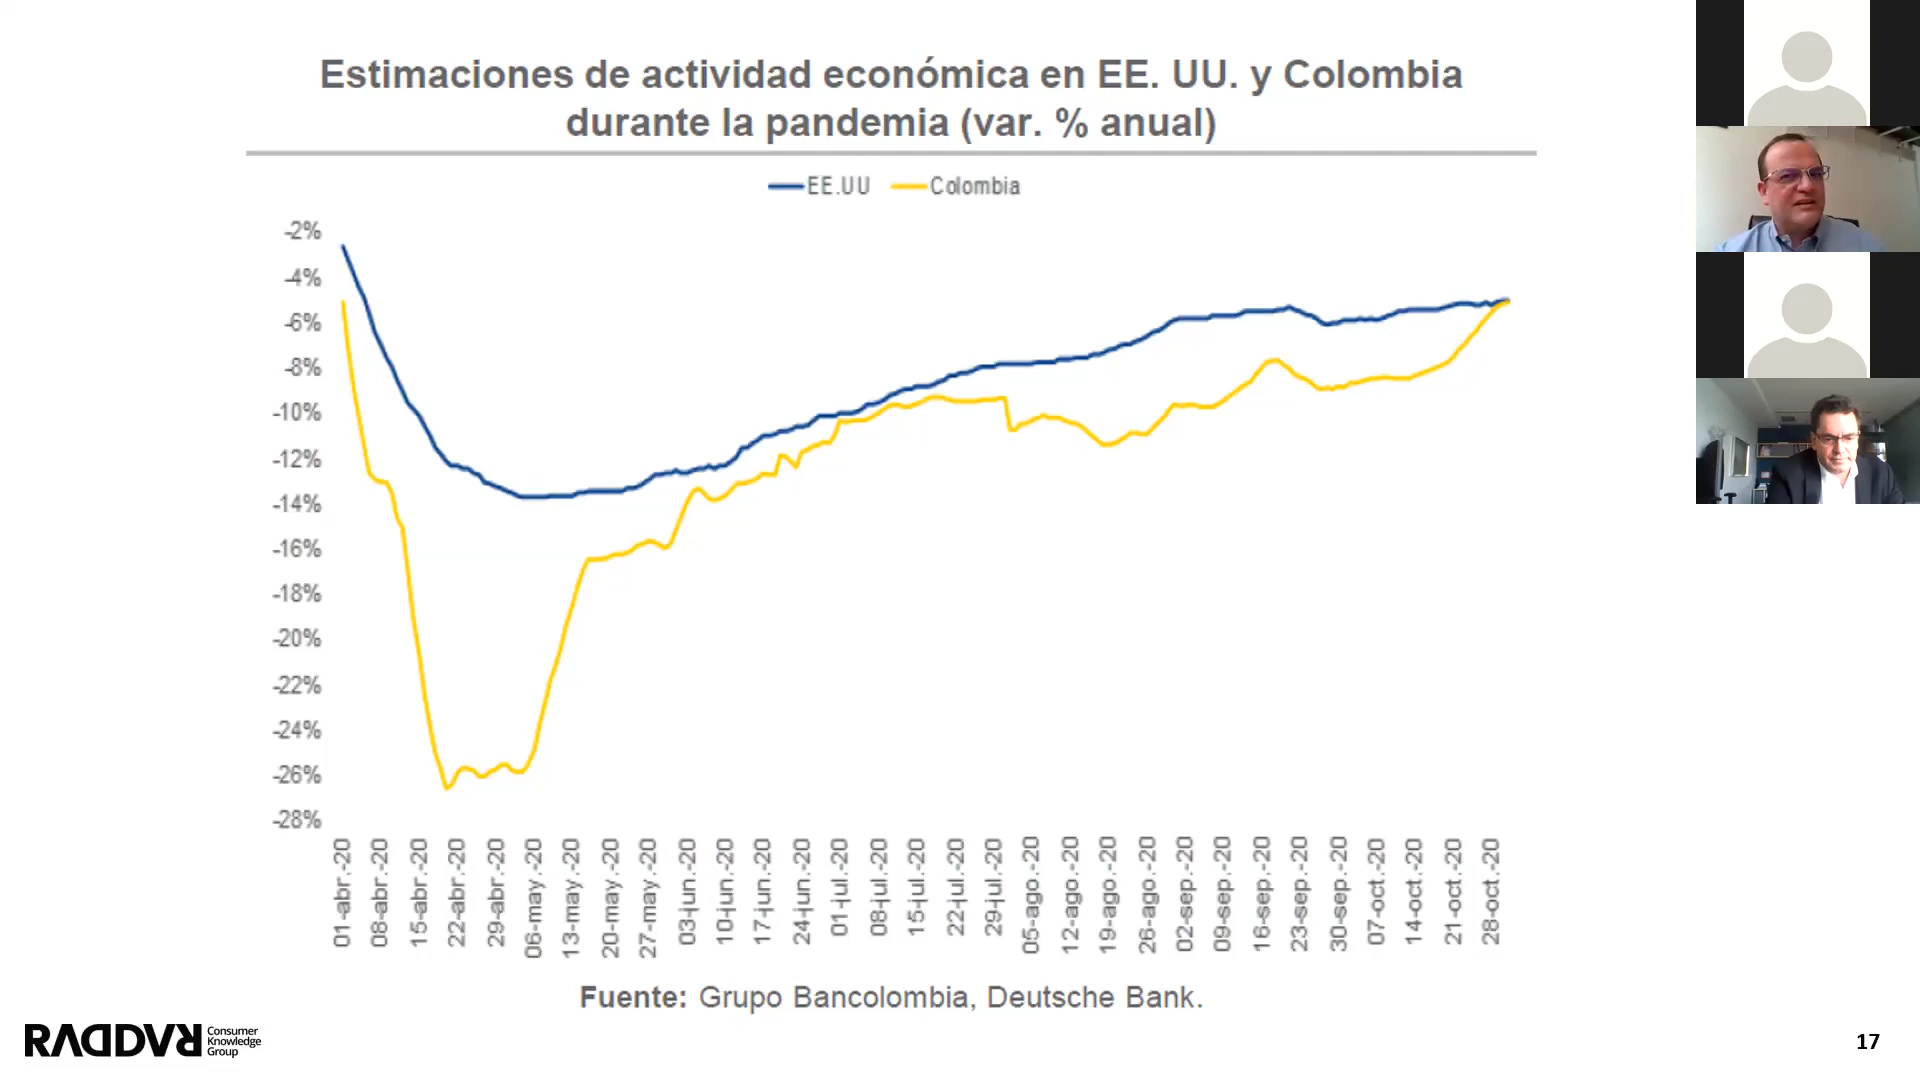 Estimaciones de actividad económica en EE. UU. y Colombia
durante la pandemia (var. % anual)
EE.UU
Colombia
-2%
-4%
-6%
-8%
-10%
-12%
-14%
-16%
-18%
-20%
-22%
-24%
-26%
-28%
01-abr.-20
08-abr.-20
15-abr.-20
22-abr.-20
29-abr.-20
06-may.-20
13-may.-20
20-may.-20
27-may.-20
03-jun.-20
10-jun.-20
17-jun.-20
24-jun.-20
01-jul.-20
08-jul.-20
15-jul.-20
22-jul.-20
29-jul.-20
05-ago.-20
12-ago.-20
19-ago.-20
26-ago.-20
02-sep.-20
09-sep.-20
16-sep.-20
23-sep.-20
30-sep.-20
07-oct.-20
14-oct.-20
21-oct.-20
28-oct.-20
Fuente: Grupo Bancolombia, Deutsche Bank.
RADDAR
Consumer
Knowledge
Group
17